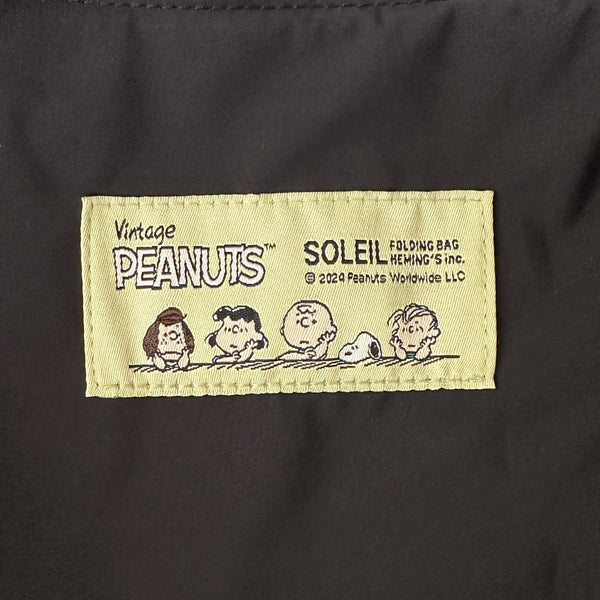 Vintage
PEANUTS™
SOLEIL FOLDING BAG
HEMING'S inc.
© 2024 Peanuts Worldwide LLC